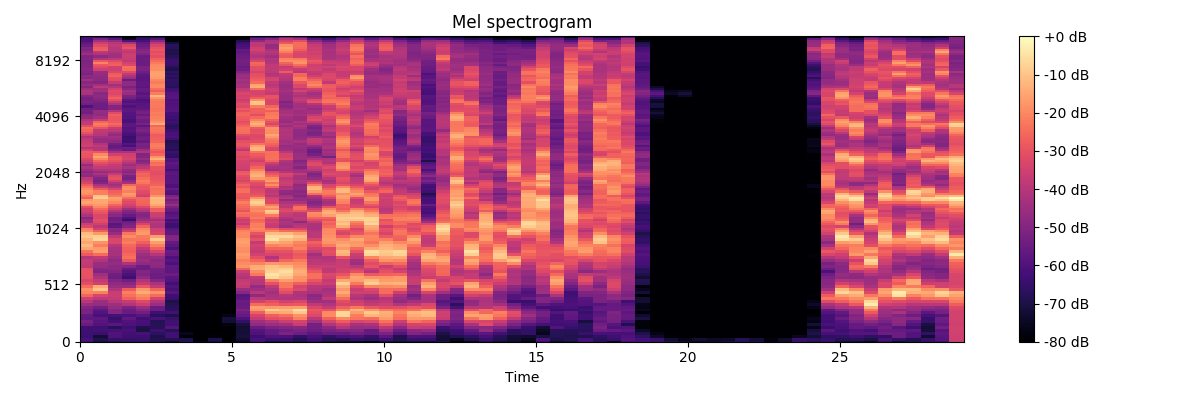 Mel spectrogram
8192
4096
2048
1024
512
0
Hz
0 5 10 15 20 25
Time
+0 dB
-10 dB
-20 dB
-30 dB
-40 dB
-50 dB
-60 dB
-70 dB
-80 dB